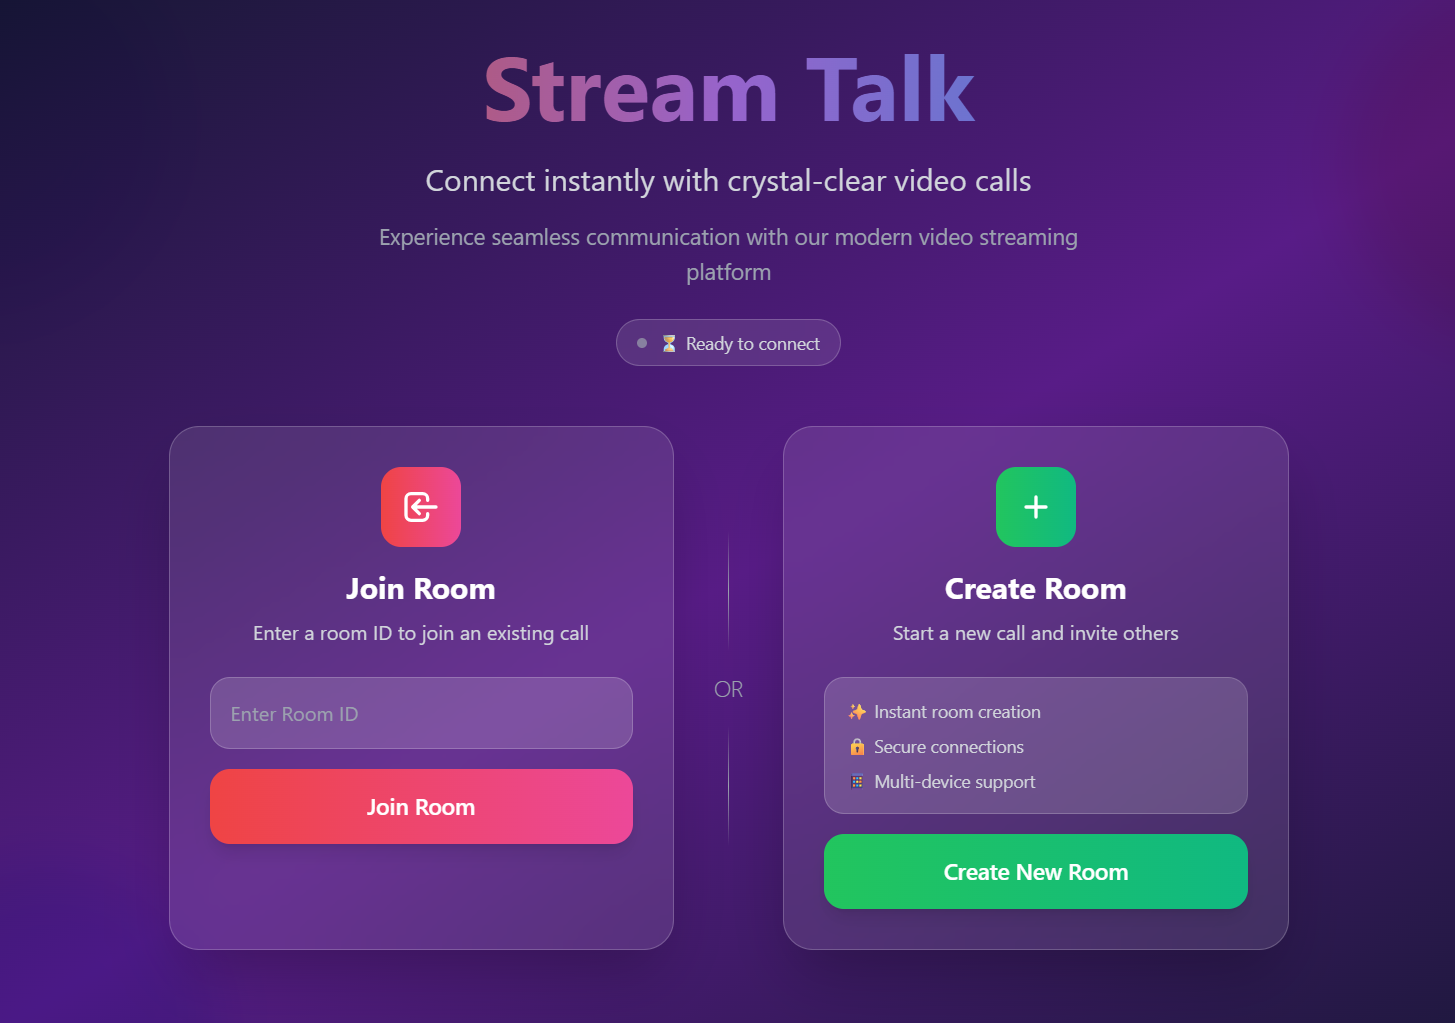 Stream Talk
Connect instantly with crystal-clear video calls
Experience seamless communication with our modern video streaming
platform
⏳ Ready to connect
Join Room
Enter a room ID to join an existing call
Enter Room ID
Join Room
OR
Create Room
Start a new call and invite others
✨ Instant room creation
🔒 Secure connections
📱 Multi-device support
Create New Room